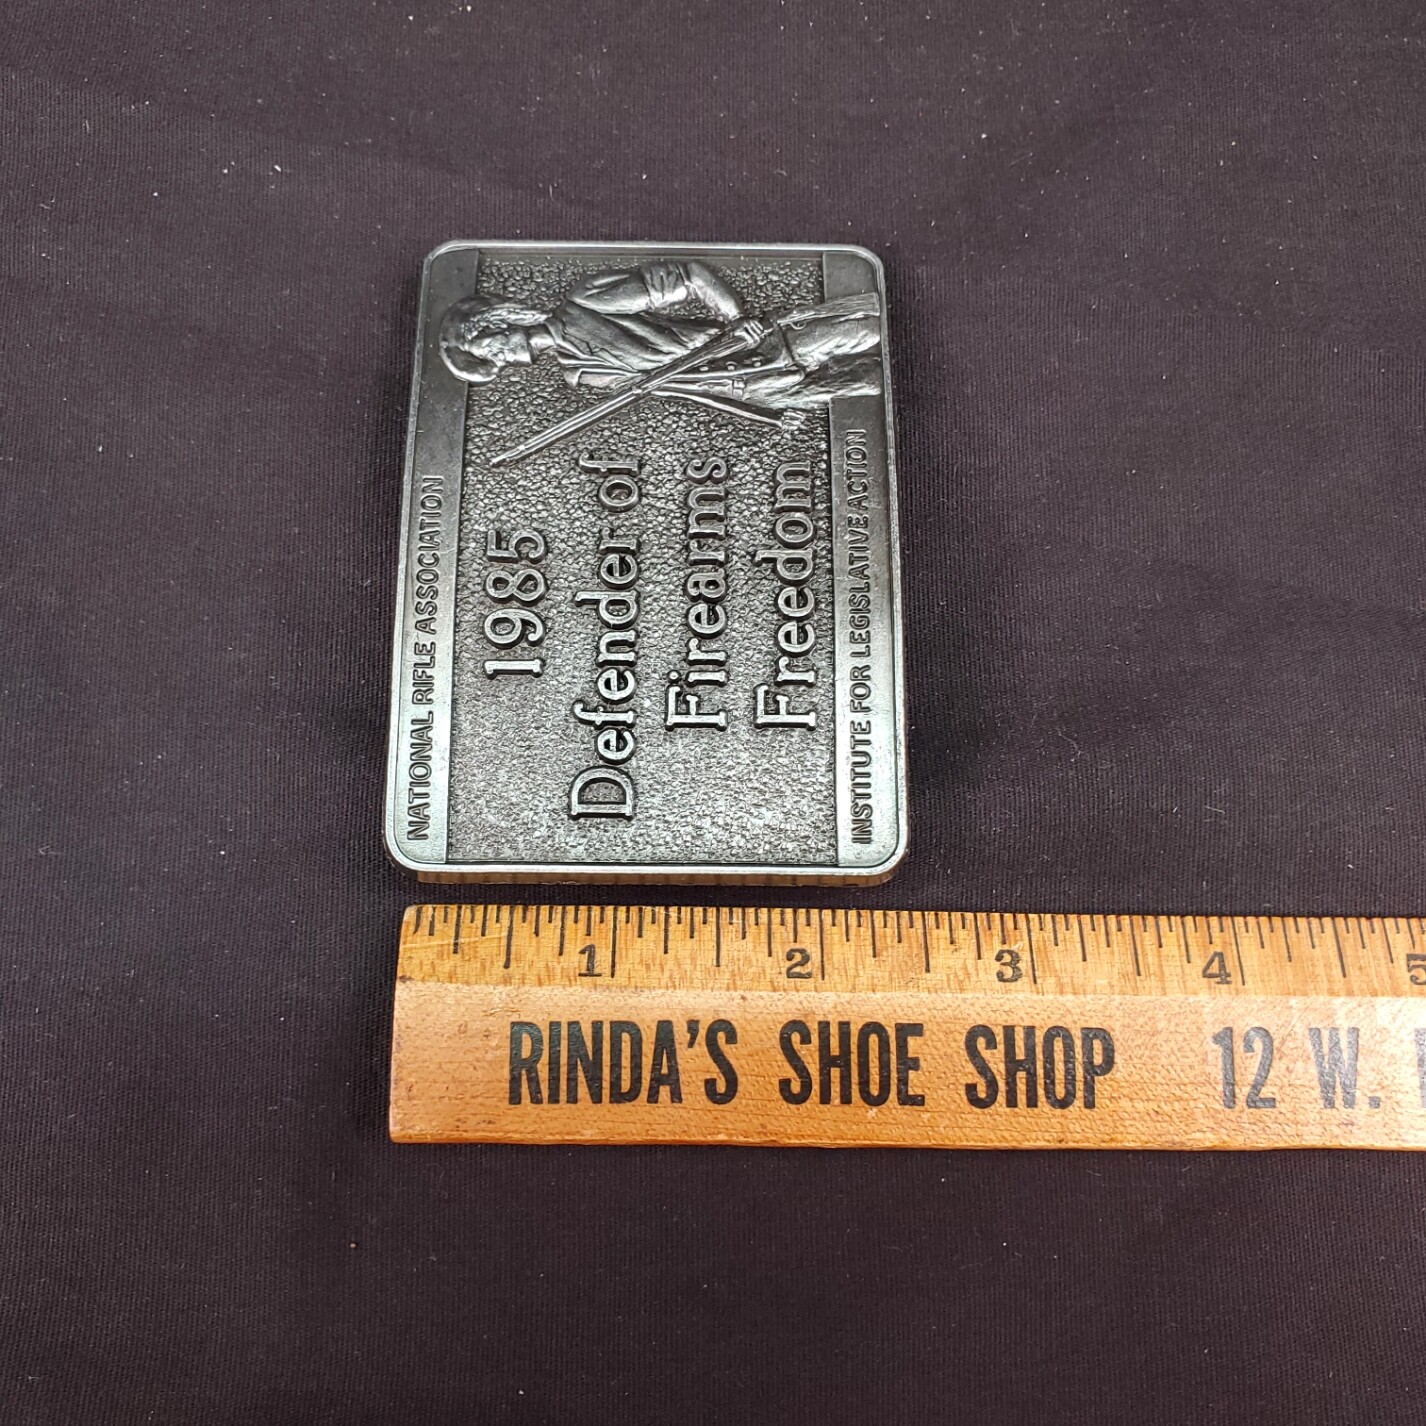 NATIONAL RIFLE ASSOCIATION
1985
Defender of
Firearms
Freedom
INSTITUTE FOR LEGISLATIVE ACTION
1 2 3 4 5
RINDA'S SHOE SHOP 12 W.